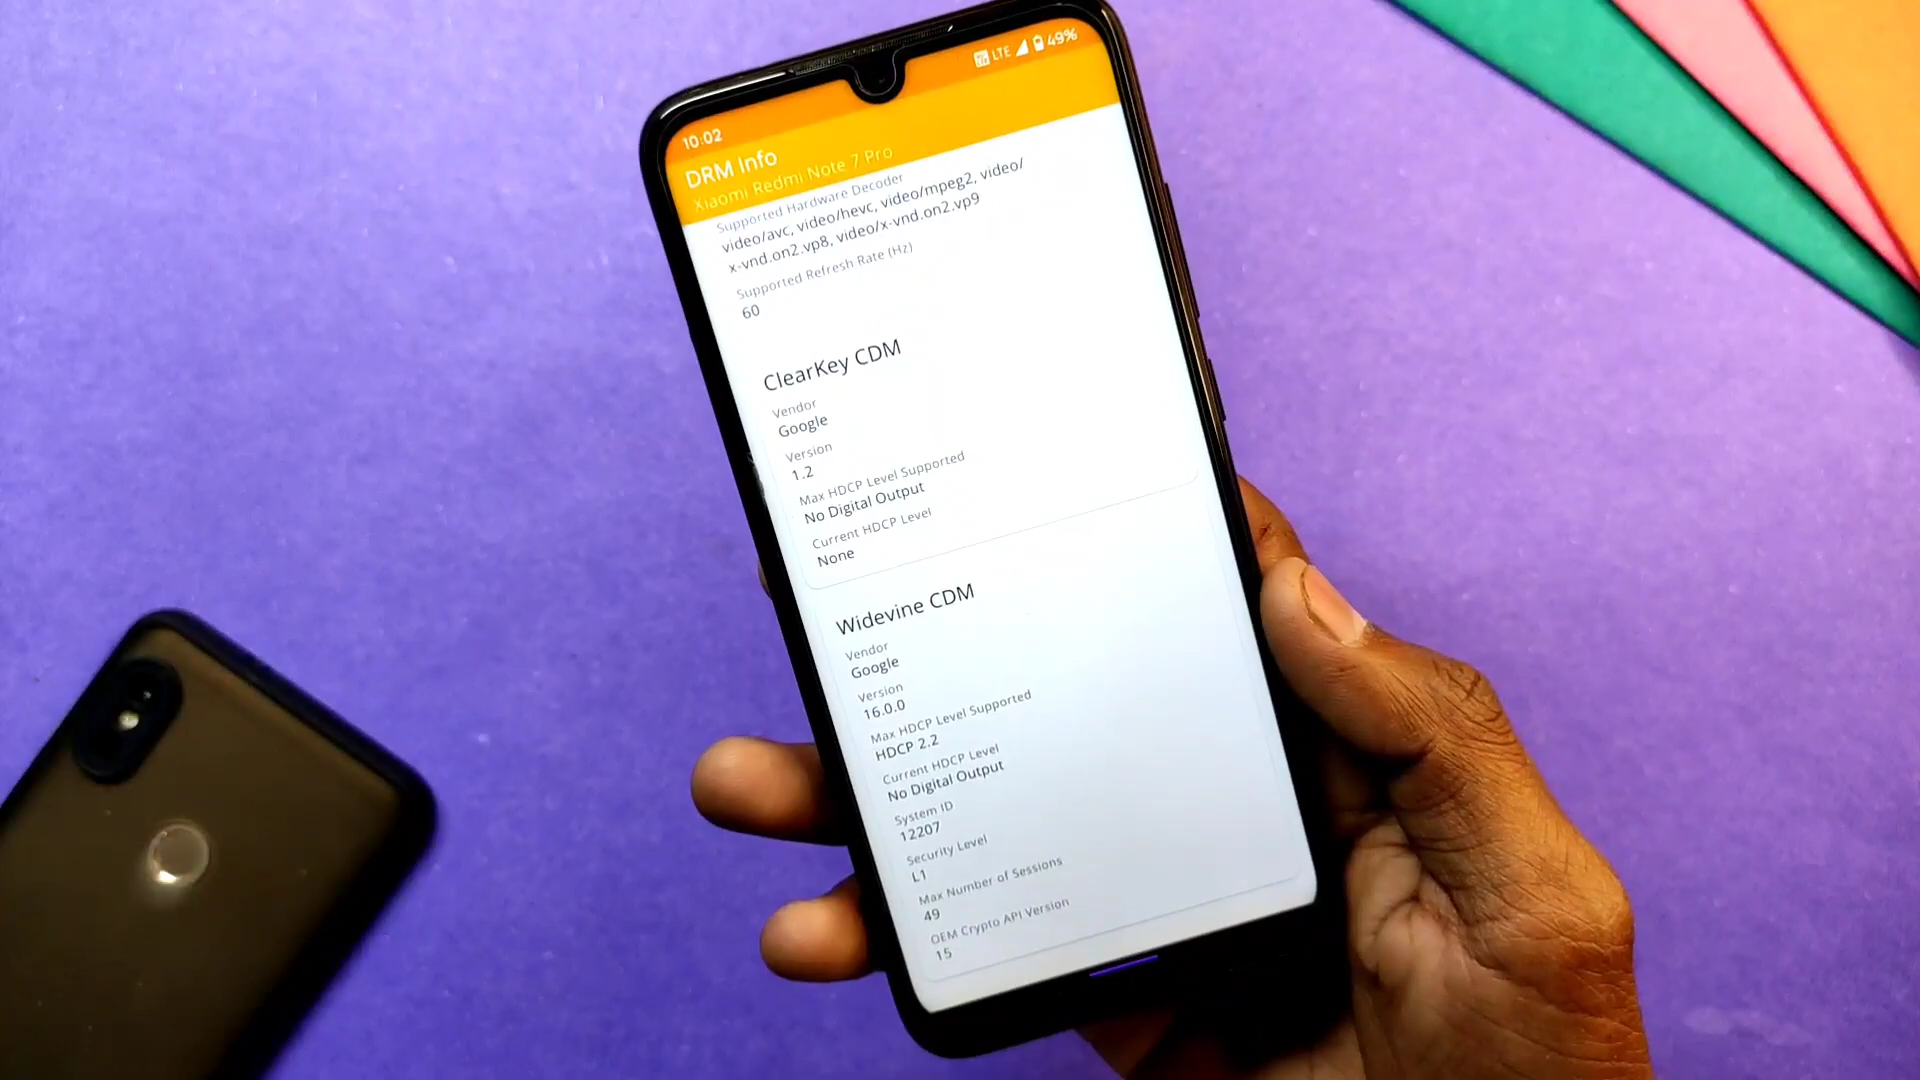 10:02
LTE 49%
DRM Info
Xiaomi Redmi Note 7 Pro
Supported Hardware Decoder
video/avc, video/hevc, video/mpeg2, video/
x-vnd.on2.vp8, video/x-vnd.on2.vp9
Supported Refresh Rate (Hz)
60
ClearKey CDM
Vendor
Google
Version
1.2
Max HDCP Level Supported
No Digital Output
Current HDCP Level
None
Widevine CDM
Vendor
Google
Version
16.0.0
Max HDCP Level Supported
HDCP 2.2
Current HDCP Level
No Digital Output
System ID
12207
Security Level
L1
Max Number of Sessions
49
OEM Crypto API Version
15